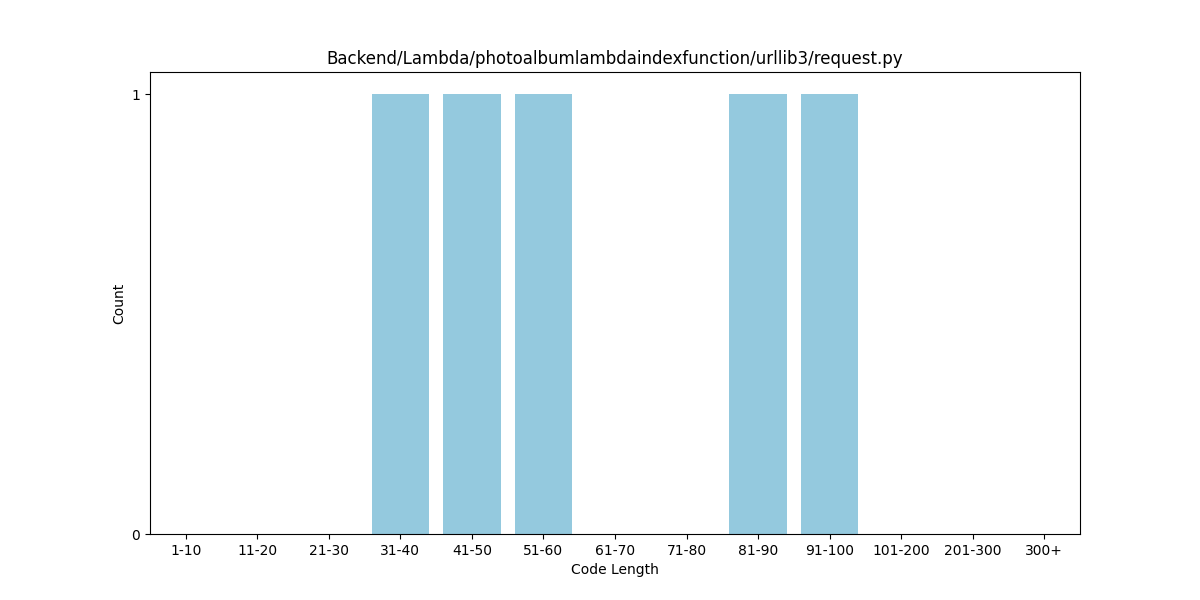 Backend/Lambda/photoalbumlambdaindexfunction/urllib3/request.py
1
Count
0
1-10 11-20 21-30 31-40 41-50 51-60 61-70 71-80 81-90 91-100 101-200 201-300 300+
Code Length